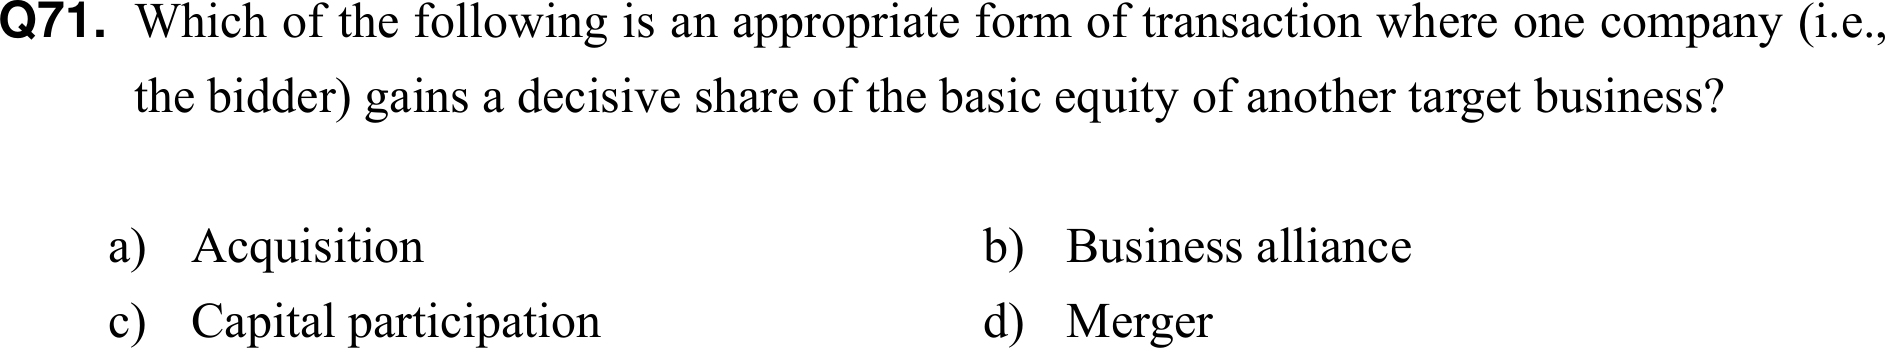 Q71. Which of the following is an appropriate form of transaction where one company (i.e.,
the bidder) gains a decisive share of the basic equity of another target business?
a) Acquisition b) Business alliance
c) Capital participation d) Merger